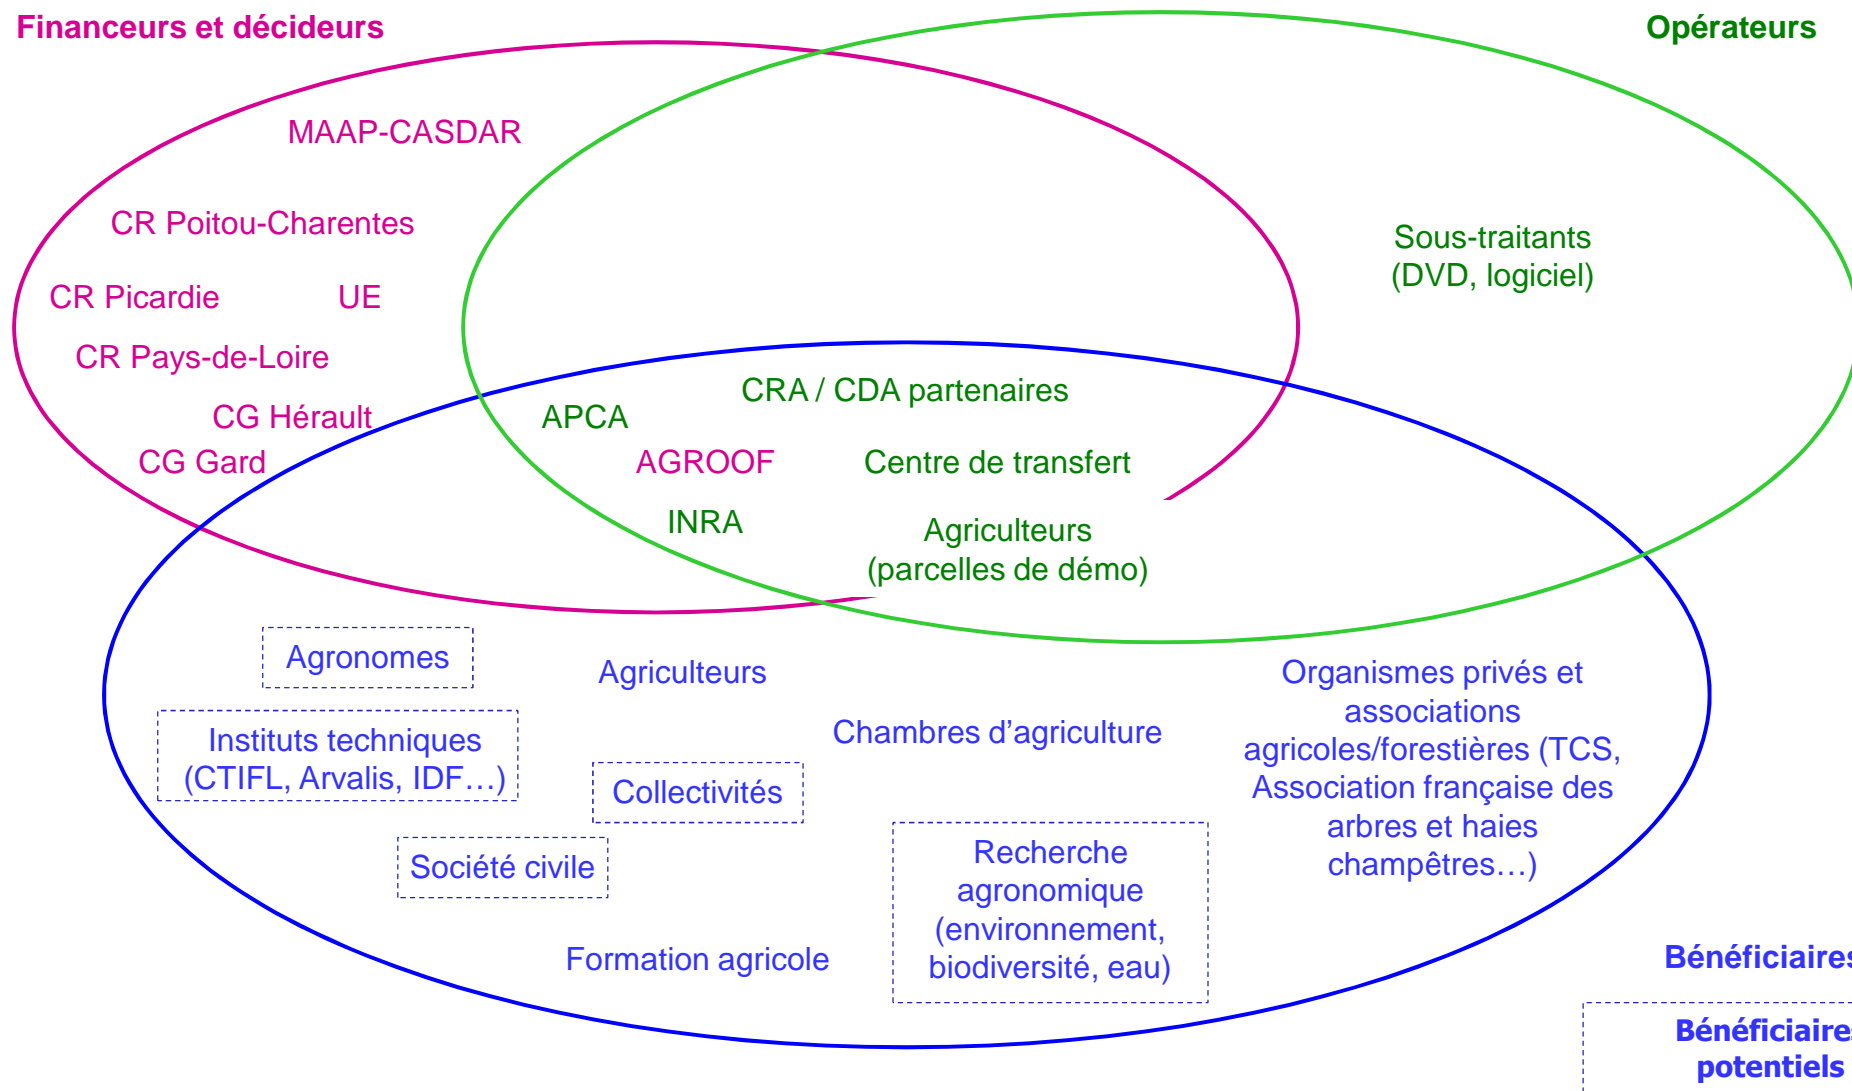 Financeurs et décideurs
Opérateurs
MAAP-CASDAR
CR Poitou-Charentes
Sous-traitants
(DVD, logiciel)
CR Picardie
UE
CR Pays-de-Loire
CRA / CDA partenaires
CG Hérault
APCA
CG Gard
AGROOF
Centre de transfert
INRA
Agriculteurs
(parcelles de démo)
Agronomes
Agriculteurs
Organismes privés et
associations
agricoles/forestières (TCS,
Association française des
arbres et haies
champêtres…)
Chambres d’agriculture
Instituts techniques
(CTIFL, Arvalis, IDF…)
Collectivités
Société civile
Recherche
agronomique
(environnement,
biodiversité, eau)
Formation agricole
Bénéficiaires
Bénéficiaires
potentiels